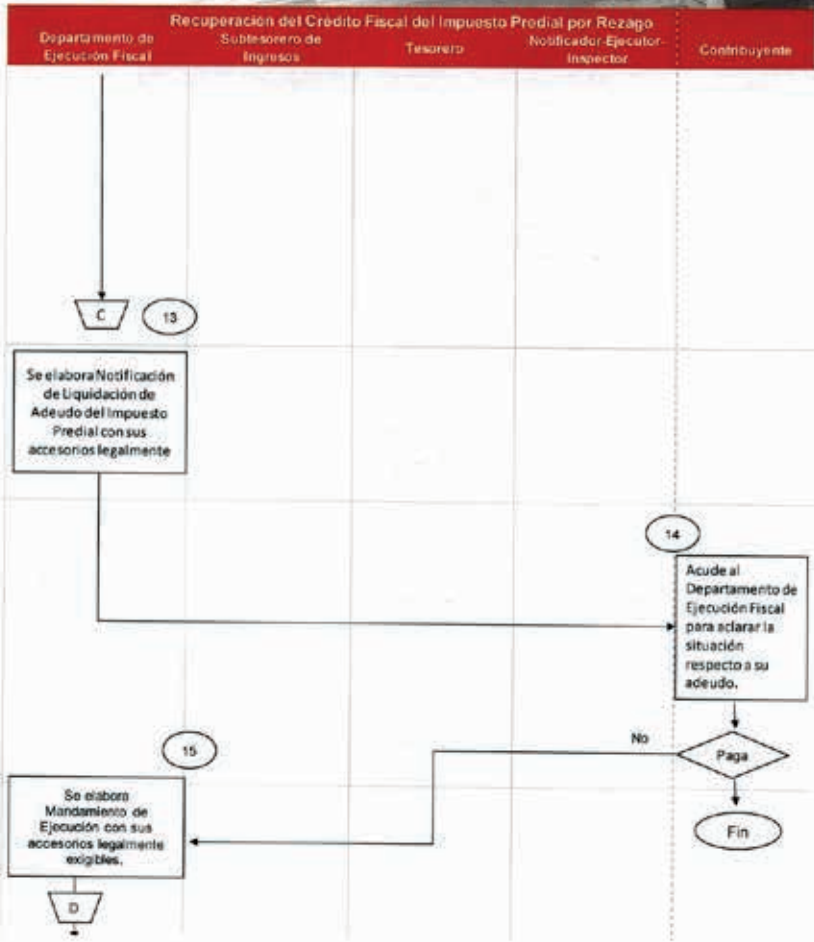 Recuperación del Crédito Fiscal del Impuesto Predial por Rezago
Departamento de
Ejecución Fiscal
Subtesorero de
Ingresos
Tesorero
Notificador-Ejecutor-
Inspector
Contribuyente
C
13
Se elabora Notificación
de Liquidación de
Adeudo del Impuesto
Predial con sus
accesorios legalmente
14
Acude al
Departamento de
Ejecución Fiscal
para aclarar la
situación
respecto a su
adeudo.
No
Paga
15
Se elabora
Mandamiento de
Ejecución con sus
accesorios legalmente
exigibles.
Fin
D